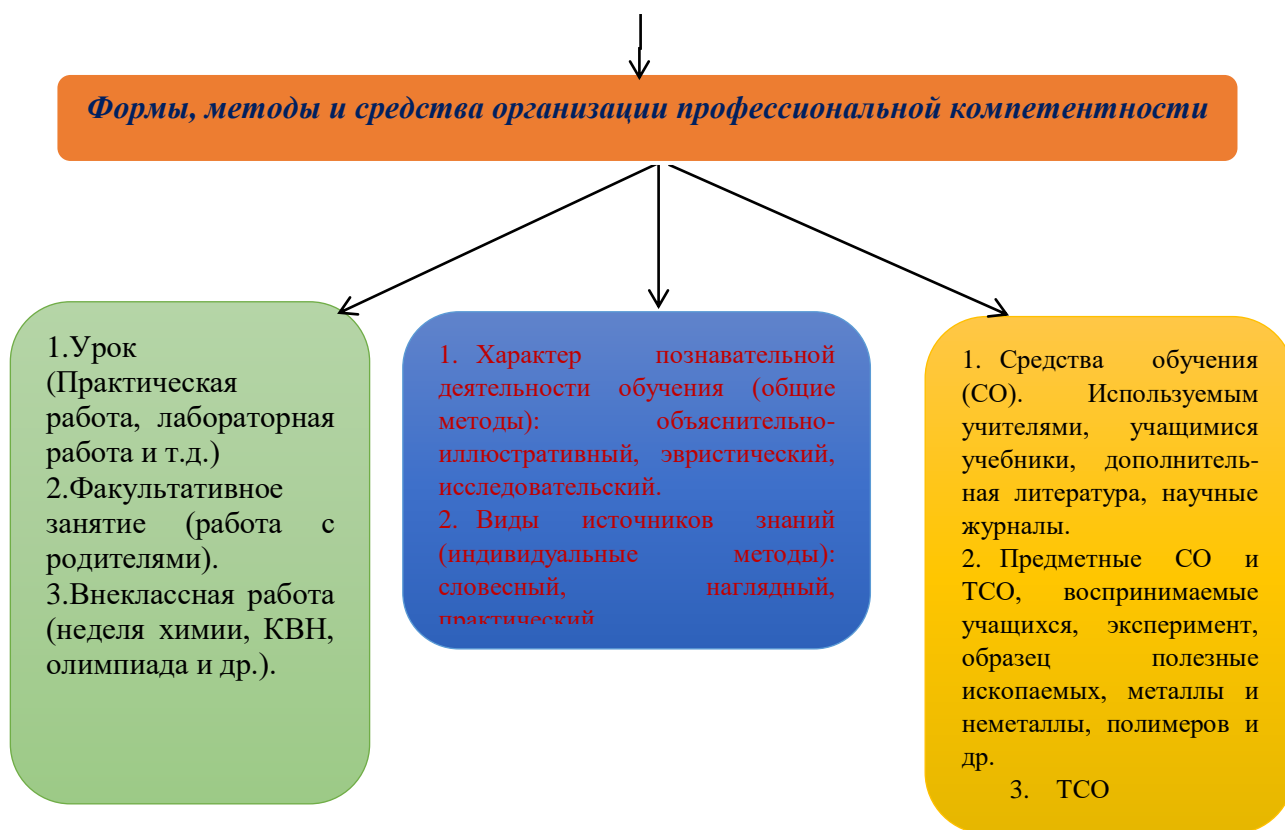 Формы, методы и средства организации профессиональной компетентности
1.Урок
(Практическая
работа, лабораторная
работа и т.д.)
2.Факультативное
занятие (работа с
родителями).
3.Внеклассная работа
(неделя химии, КВН,
олимпиада и др.).
1. Характер познавательной
деятельности обучения (общие
методы): объяснительно-
иллюстративный, эвристический,
исследовательский.
2. Виды источников знаний
(индивидуальные методы):
словесный, наглядный,
практический
1. Средства обучения
(СО). Используемым
учителями, учащимися
учебники, дополнитель-
ная литература, научные
журналы.
2. Предметные СО и
ТСО, воспринимаемые
учащихся, эксперимент,
образец полезные
ископаемых, металлы и
неметаллы, полимеров и
др.
3. ТСО